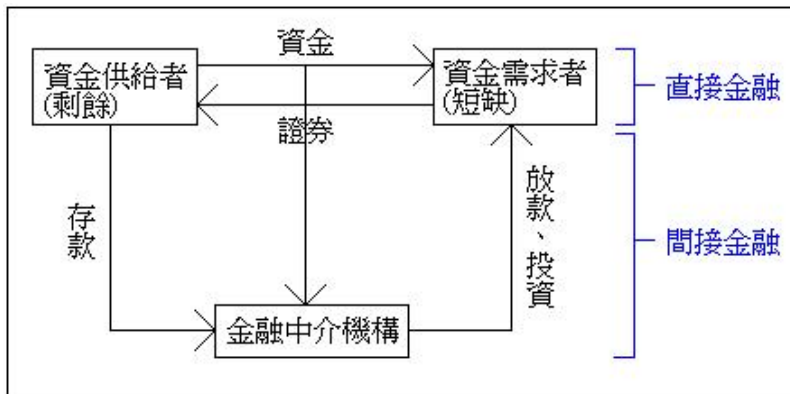 資金
資金供給者
(剩餘)
資金需求者
(短缺)
直接金融
證券
存款
放款、投資
間接金融
金融中介機構